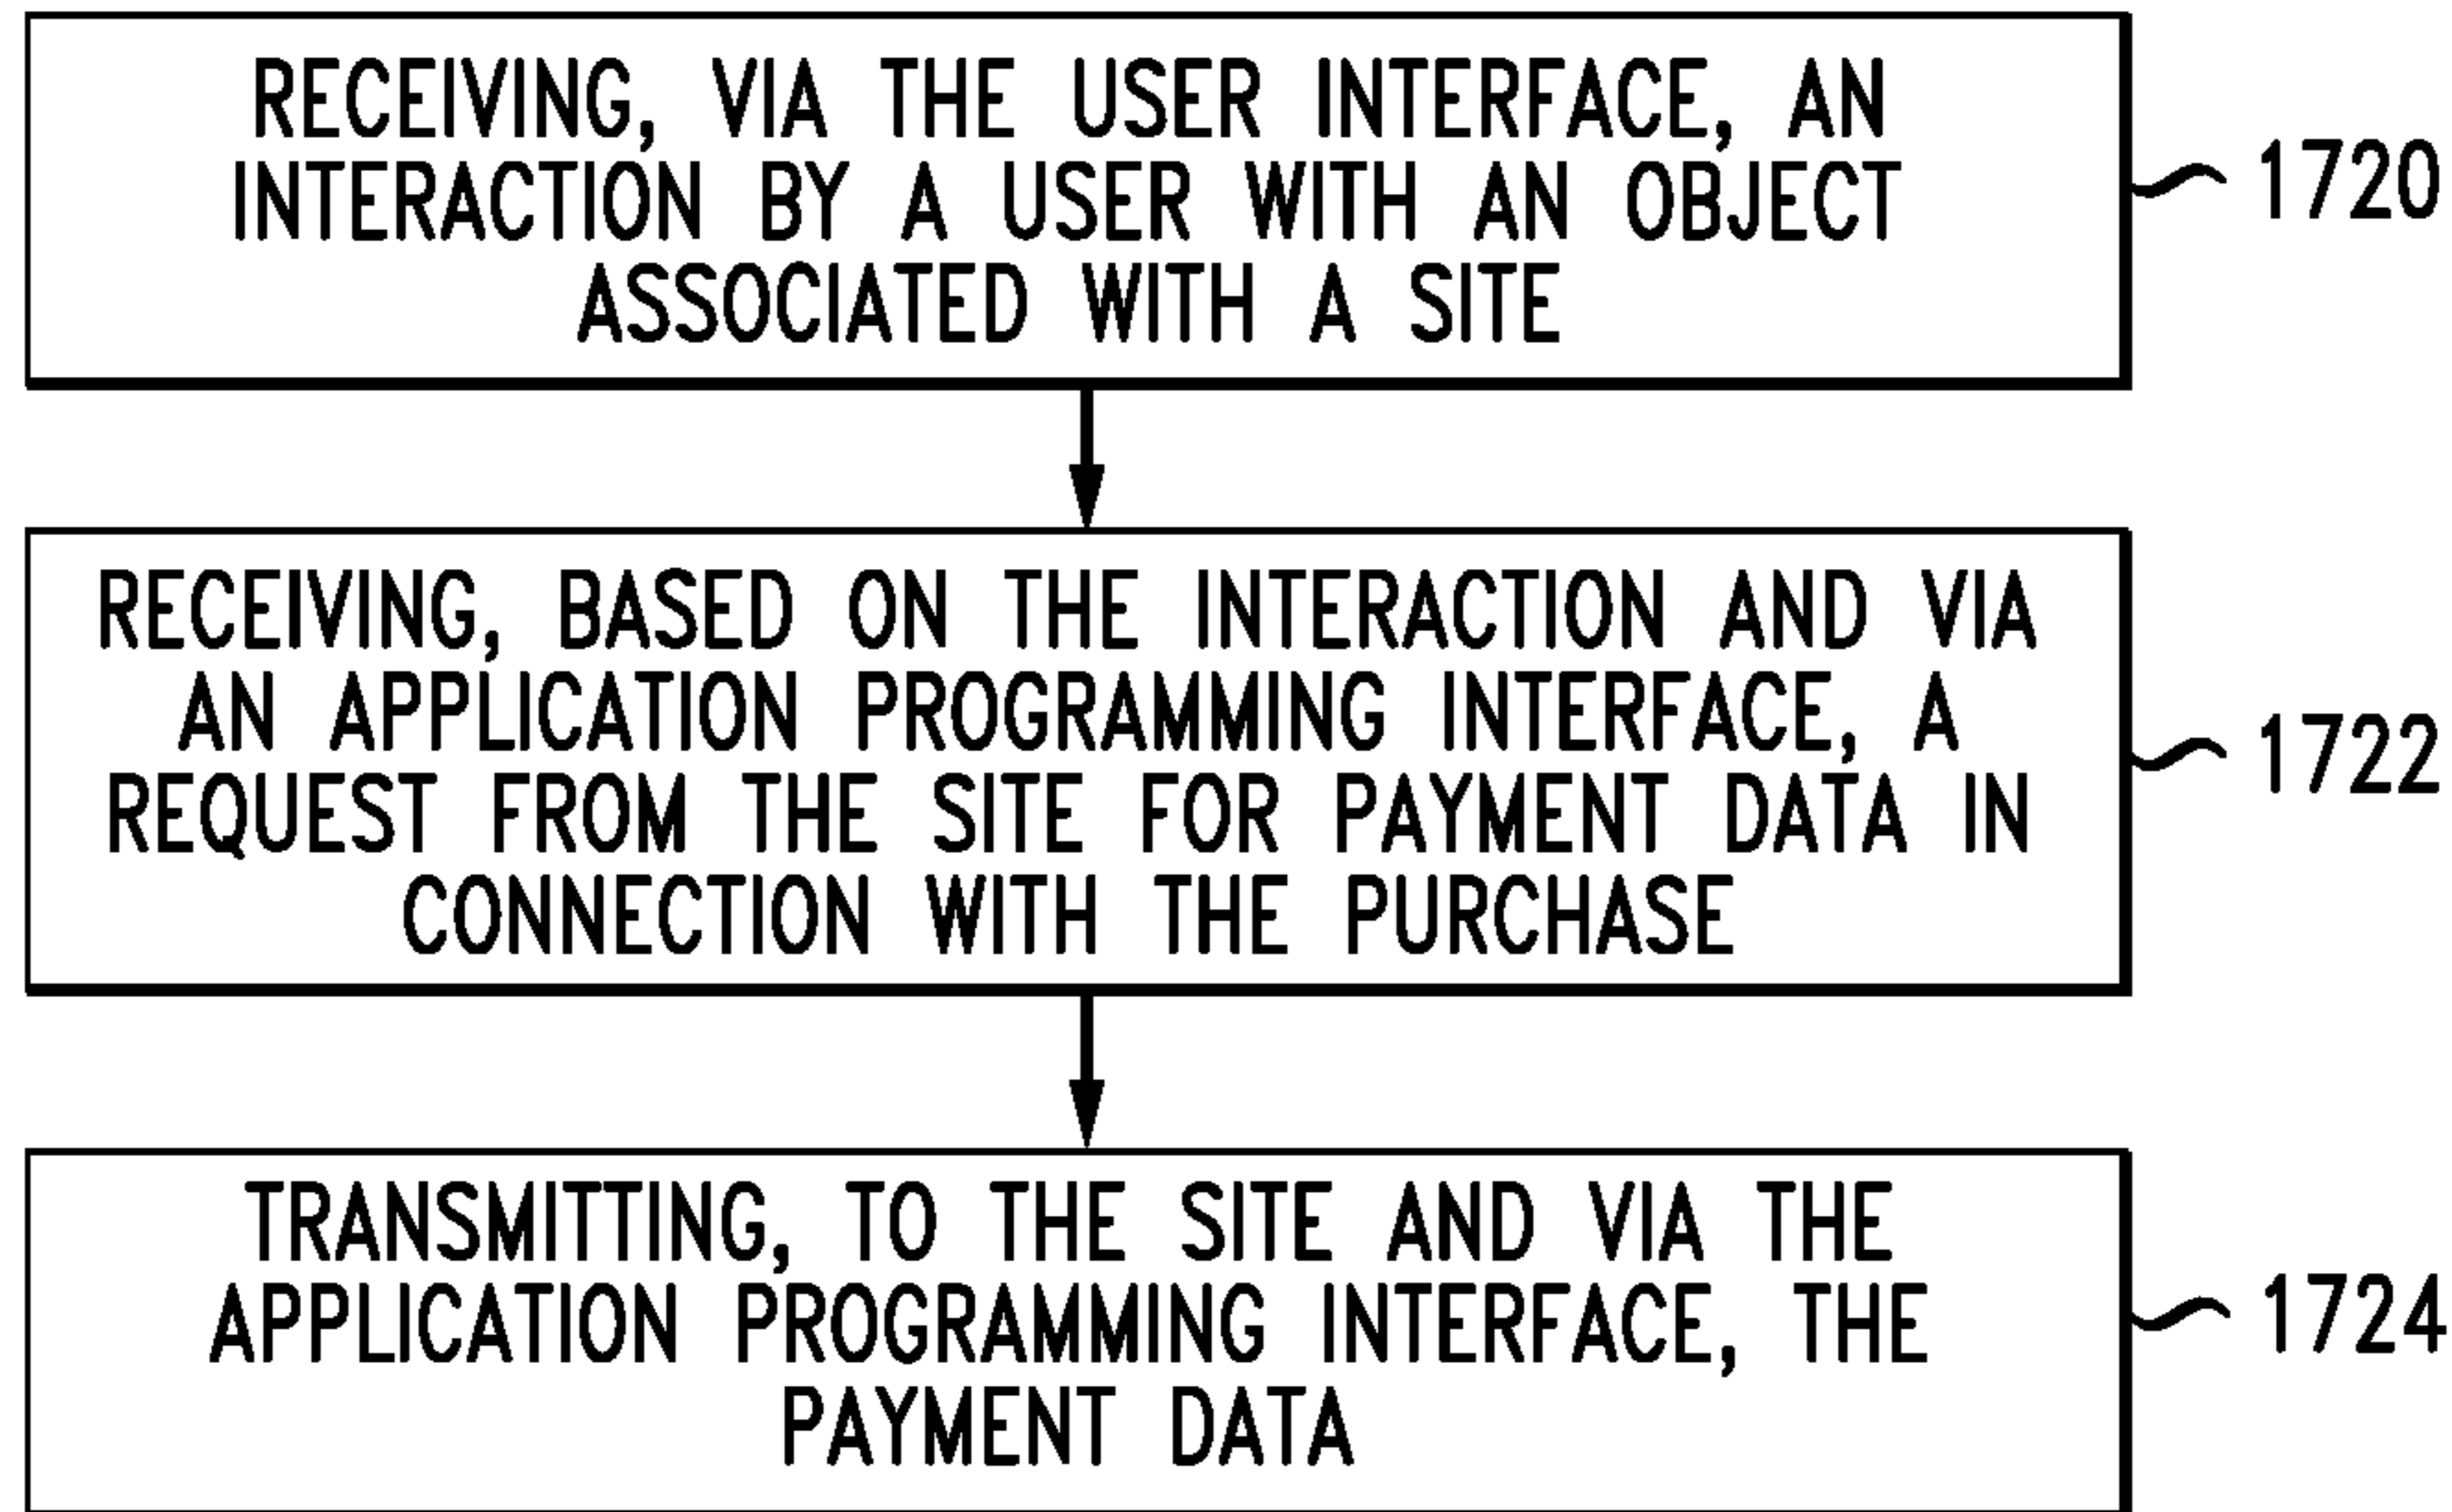 RECEIVING, VIA THE USER INTERFACE, AN
INTERACTION BY A USER WITH AN OBJECT
ASSOCIATED WITH A SITE
1720
RECEIVING, BASED ON THE INTERACTION AND VIA
AN APPLICATION PROGRAMMING INTERFACE, A
REQUEST FROM THE SITE FOR PAYMENT DATA IN
CONNECTION WITH THE PURCHASE
1722
TRANSMITTING, TO THE SITE AND VIA THE
APPLICATION PROGRAMMING INTERFACE, THE
PAYMENT DATA
1724